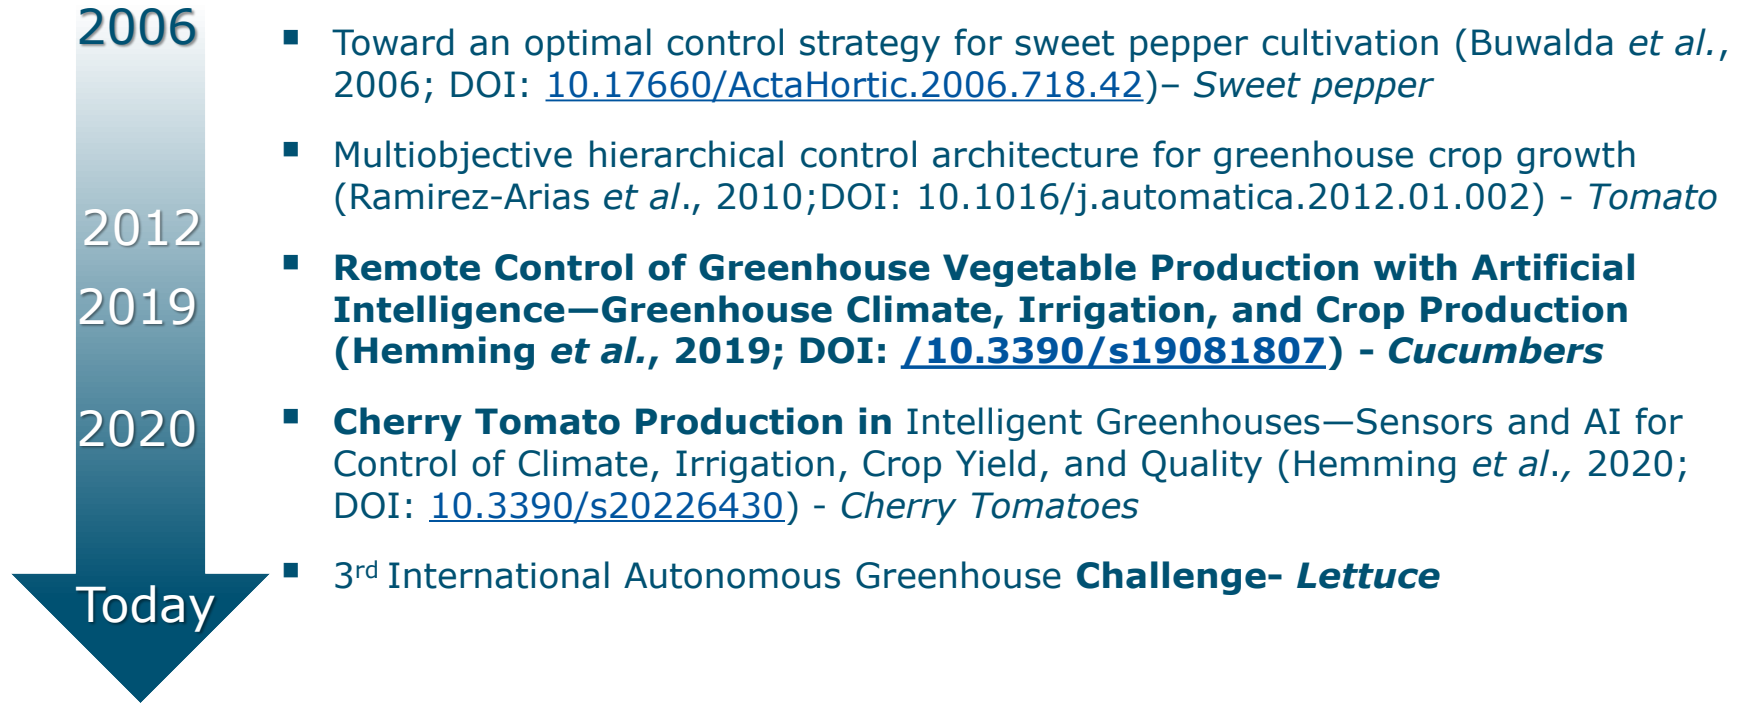 2006
2012
2019
2020
Today
▪ Toward an optimal control strategy for sweet pepper cultivation (Buwalda et al.,
2006; DOI: 10.17660/ActaHortic.2006.718.42)– Sweet pepper
▪ Multiobjective hierarchical control architecture for greenhouse crop growth
(Ramirez-Arias et al., 2010;DOI: 10.1016/j.automatica.2012.01.002) - Tomato
▪ Remote Control of Greenhouse Vegetable Production with Artificial
Intelligence—Greenhouse Climate, Irrigation, and Crop Production
(Hemming et al., 2019; DOI: /10.3390/s19081807) - Cucumbers
▪ Cherry Tomato Production in Intelligent Greenhouses—Sensors and AI for
Control of Climate, Irrigation, Crop Yield, and Quality (Hemming et al., 2020;
DOI: 10.3390/s20226430) - Cherry Tomatoes
▪ 3rd International Autonomous Greenhouse Challenge- Lettuce